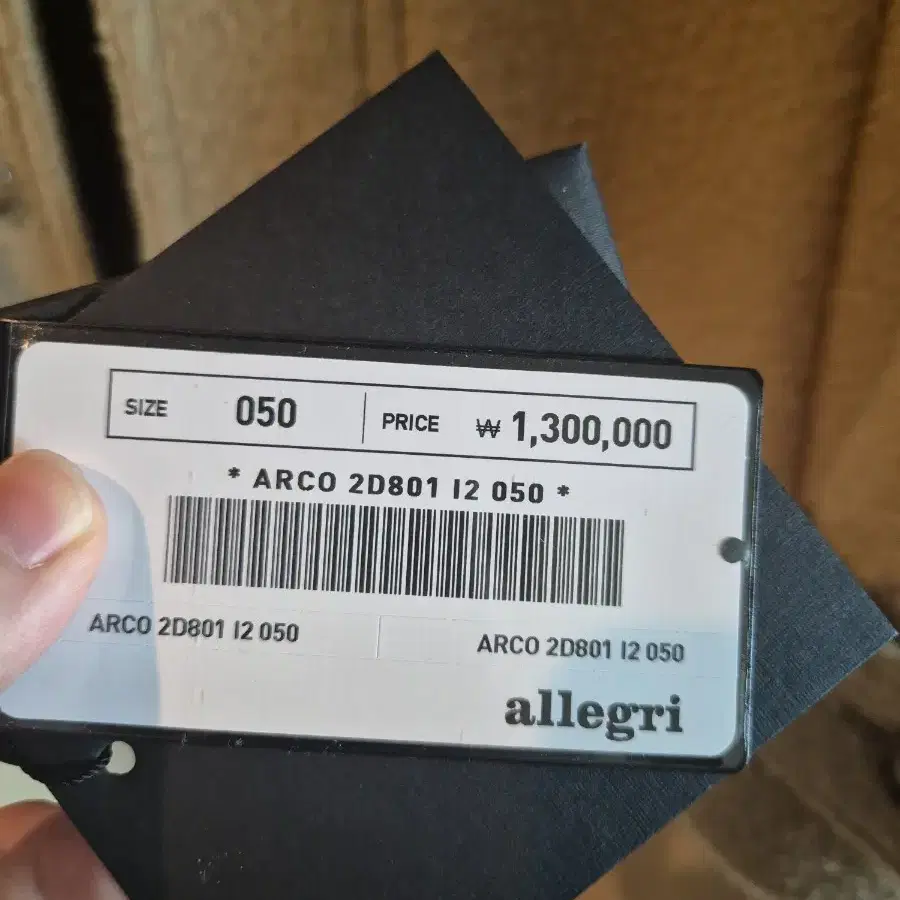 SIZE 050 PRICE ₩ 1,300,000
* ARCO 2D801 I2 050 *
ARCO 2D801 I2 050 ARCO 2D801 I2 050
allegri